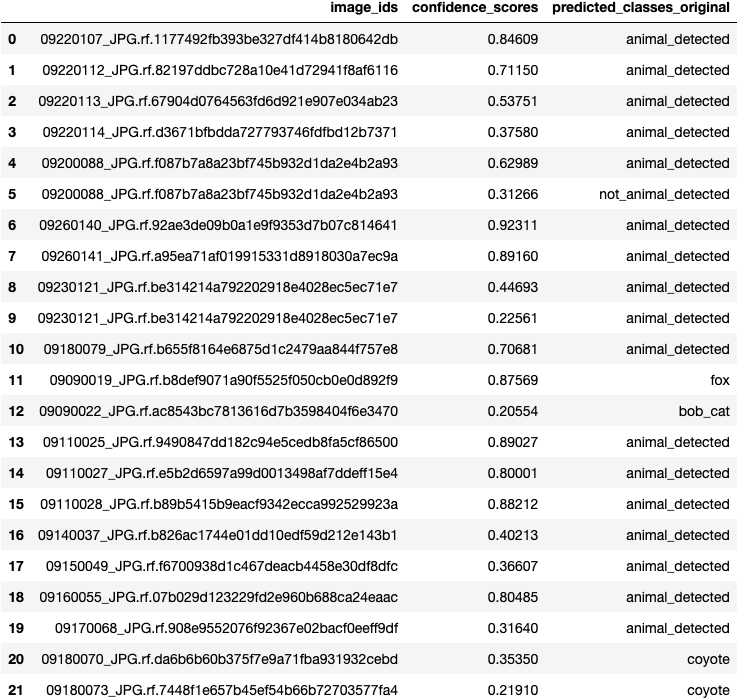 image_ids confidence_scores predicted_classes_original
0 09220107_JPG.rf.1177492fb393be327df414b8180642db 0.84609 animal_detected
1 09220112_JPG.rf.82197ddbc728a10e41d72941f8af6116 0.71150 animal_detected
2 09220113_JPG.rf.67904d0764563fd6d921e907e034ab23 0.53751 animal_detected
3 09220114_JPG.rf.d3671bfbdda727793746fdfbd12b7371 0.37580 animal_detected
4 09200088_JPG.rf.f087b7a8a23bf745b932d1da2e4b2a93 0.62989 animal_detected
5 09200088_JPG.rf.f087b7a8a23bf745b932d1da2e4b2a93 0.31266 not_animal_detected
6 09260140_JPG.rf.92ae3de09b0a1e9f9353d7b07c814641 0.92311 animal_detected
7 09260141_JPG.rf.a95ea71af019915331d8918030a7ec9a 0.89160 animal_detected
8 09230121_JPG.rf.be314214a792202918e4028ec5ec71e7 0.44693 animal_detected
9 09230121_JPG.rf.be314214a792202918e4028ec5ec71e7 0.22561 animal_detected
10 09180079_JPG.rf.b655f8164e6875d1c2479aa844f757e8 0.70681 animal_detected
11 09090019_JPG.rf.b8def9071a90f5525f050cb0e0d892f9 0.87569 fox
12 09090022_JPG.rf.ac8543bc7813616d7b3598404f6e3470 0.20554 bob_cat
13 09110025_JPG.rf.9490847dd182c94e5cedb8fa5cf86500 0.89027 animal_detected
14 09110027_JPG.rf.e5b2d6597a99d0013498af7ddeff15e4 0.80001 animal_detected
15 09110028_JPG.rf.b89b5415b9eacf9342ecca992529923a 0.88212 animal_detected
16 09140037_JPG.rf.b826ac1744e01dd10edf59d212e143b1 0.40213 animal_detected
17 09150049_JPG.rf.f6700938d1c467deacb4458e30df8dfc 0.36607 animal_detected
18 09160055_JPG.rf.07b029d123229fd2e960b688ca24eaac 0.80485 animal_detected
19 09170068_JPG.rf.908e9552076f92367e02bacf0eeff9df 0.31640 animal_detected
20 09180070_JPG.rf.da6b6b60b375f7e9a71fba931932cebd 0.35350 coyote
21 09180073_JPG.rf.7448f1e657b45ef54b66b72703577fa4 0.21910 coyote